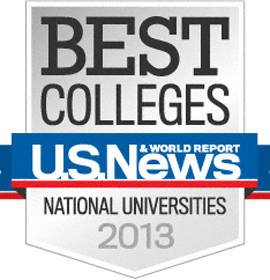 BEST
COLLEGES
& WORLD REPORT
U.S.News
NATIONAL UNIVERSITIES
2013